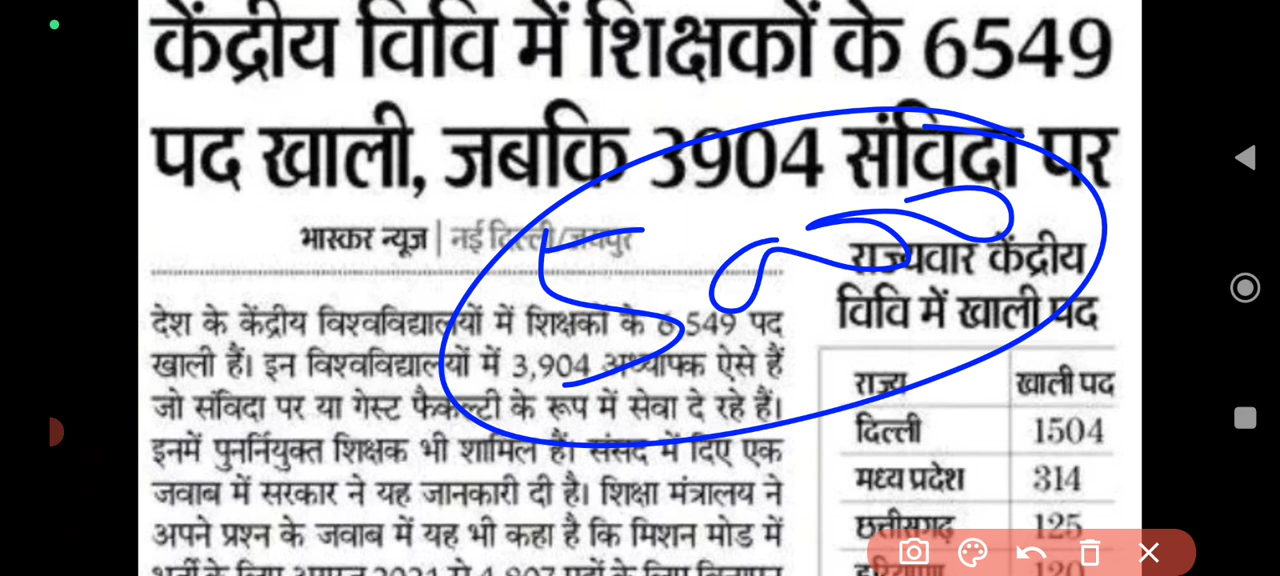 केंद्रीय विवि में शिक्षकों के 6549
पद खाली, जबकि 3904 संविदा पर
भास्कर न्यूज | नई दिल्ली/जयपुर
देश के केंद्रीय विश्वविद्यालयों में शिक्षकों के 6,549 पद
खाली हैं। इन विश्वविद्यालयों में 3,904 अध्यापक ऐसे हैं
जो संविदा पर या गेस्ट फैकल्टी के रूप में सेवा दे रहे हैं।
इनमें पुनर्नियुक्त शिक्षक भी शामिल हैं। संसद में दिए एक
जवाब में सरकार ने यह जानकारी दी है। शिक्षा मंत्रालय ने
अपने प्रश्न के जवाब में यह भी कहा है कि मिशन मोड में
राज्यवार केंद्रीय
विवि में खाली पद
राज्य खाली पद
दिल्ली 1504
मध्य प्रदेश 314
छत्तीसगढ़ 125